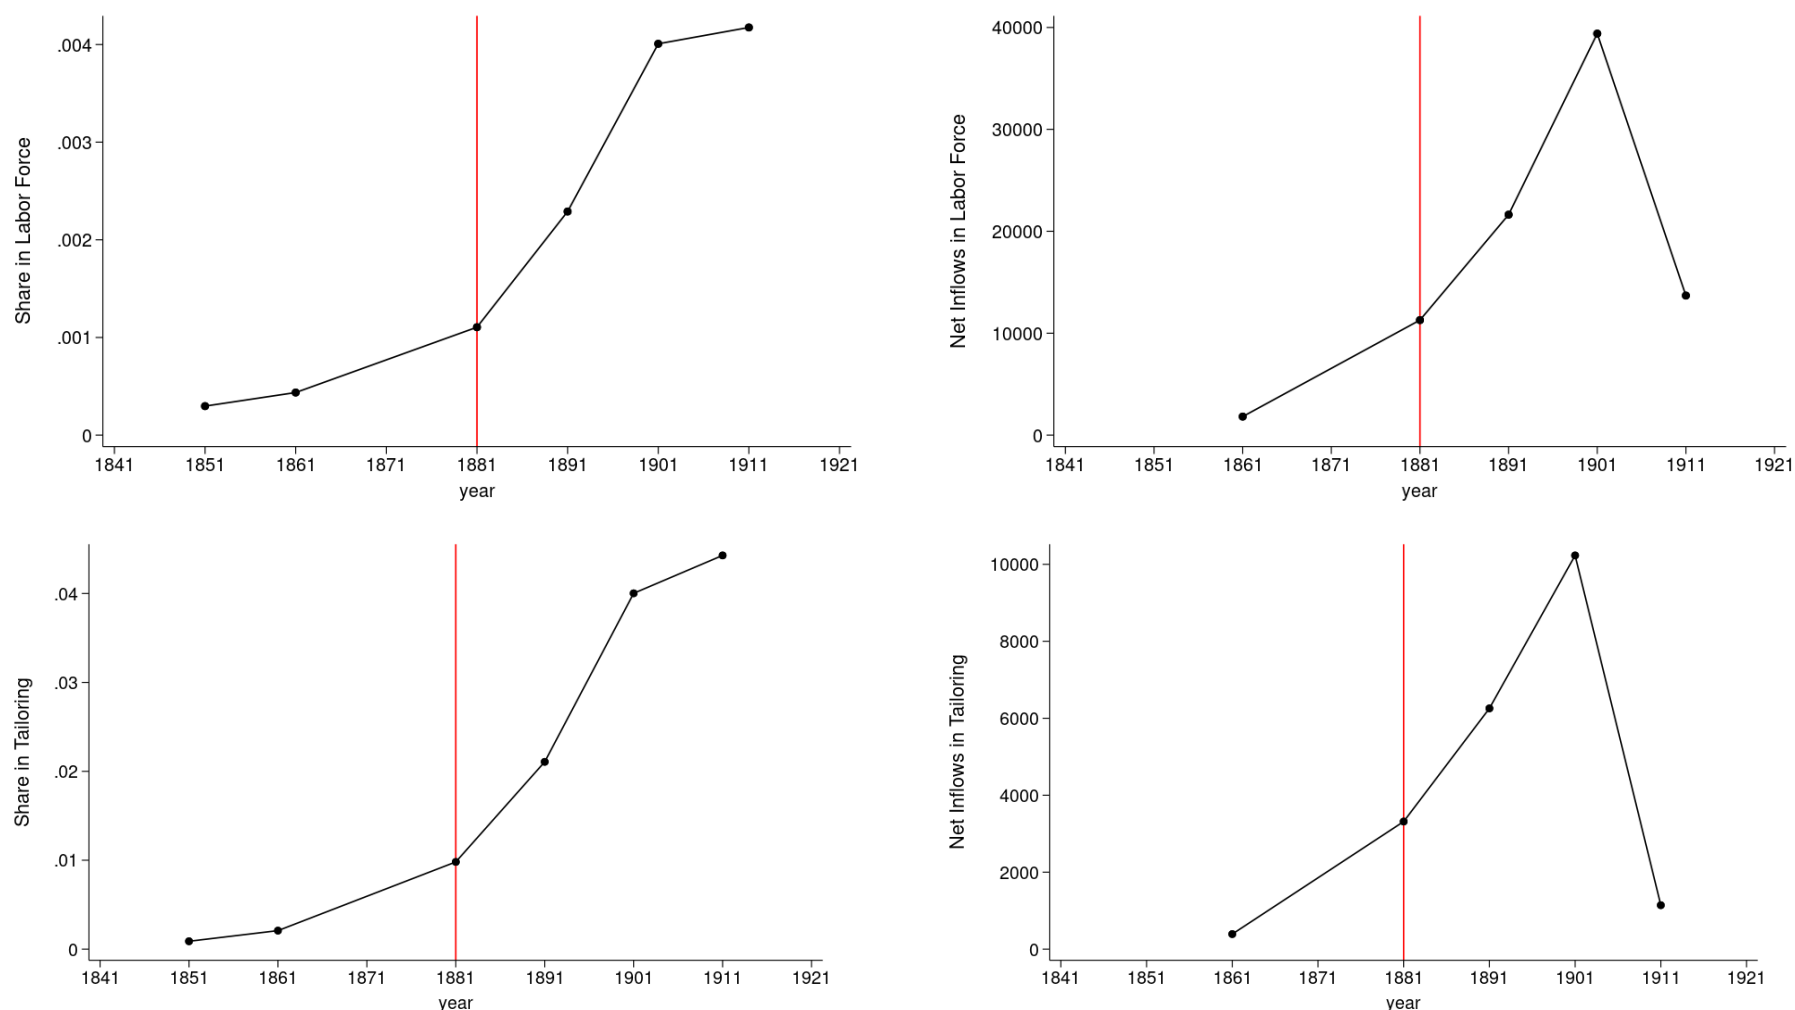 Share in Labor Force
.004
.003
.002
.001
0
1841 1851 1861 1871 1881 1891 1901 1911 1921
year
Net Inflows in Labor Force
40000
30000
20000
10000
0
1841 1851 1861 1871 1881 1891 1901 1911 1921
year
Share in Tailoring
.04
.03
.02
.01
0
1841 1851 1861 1871 1881 1891 1901 1911 1921
year
Net Inflows in Tailoring
10000
8000
6000
4000
2000
0
1841 1851 1861 1871 1881 1891 1901 1911 1921
year